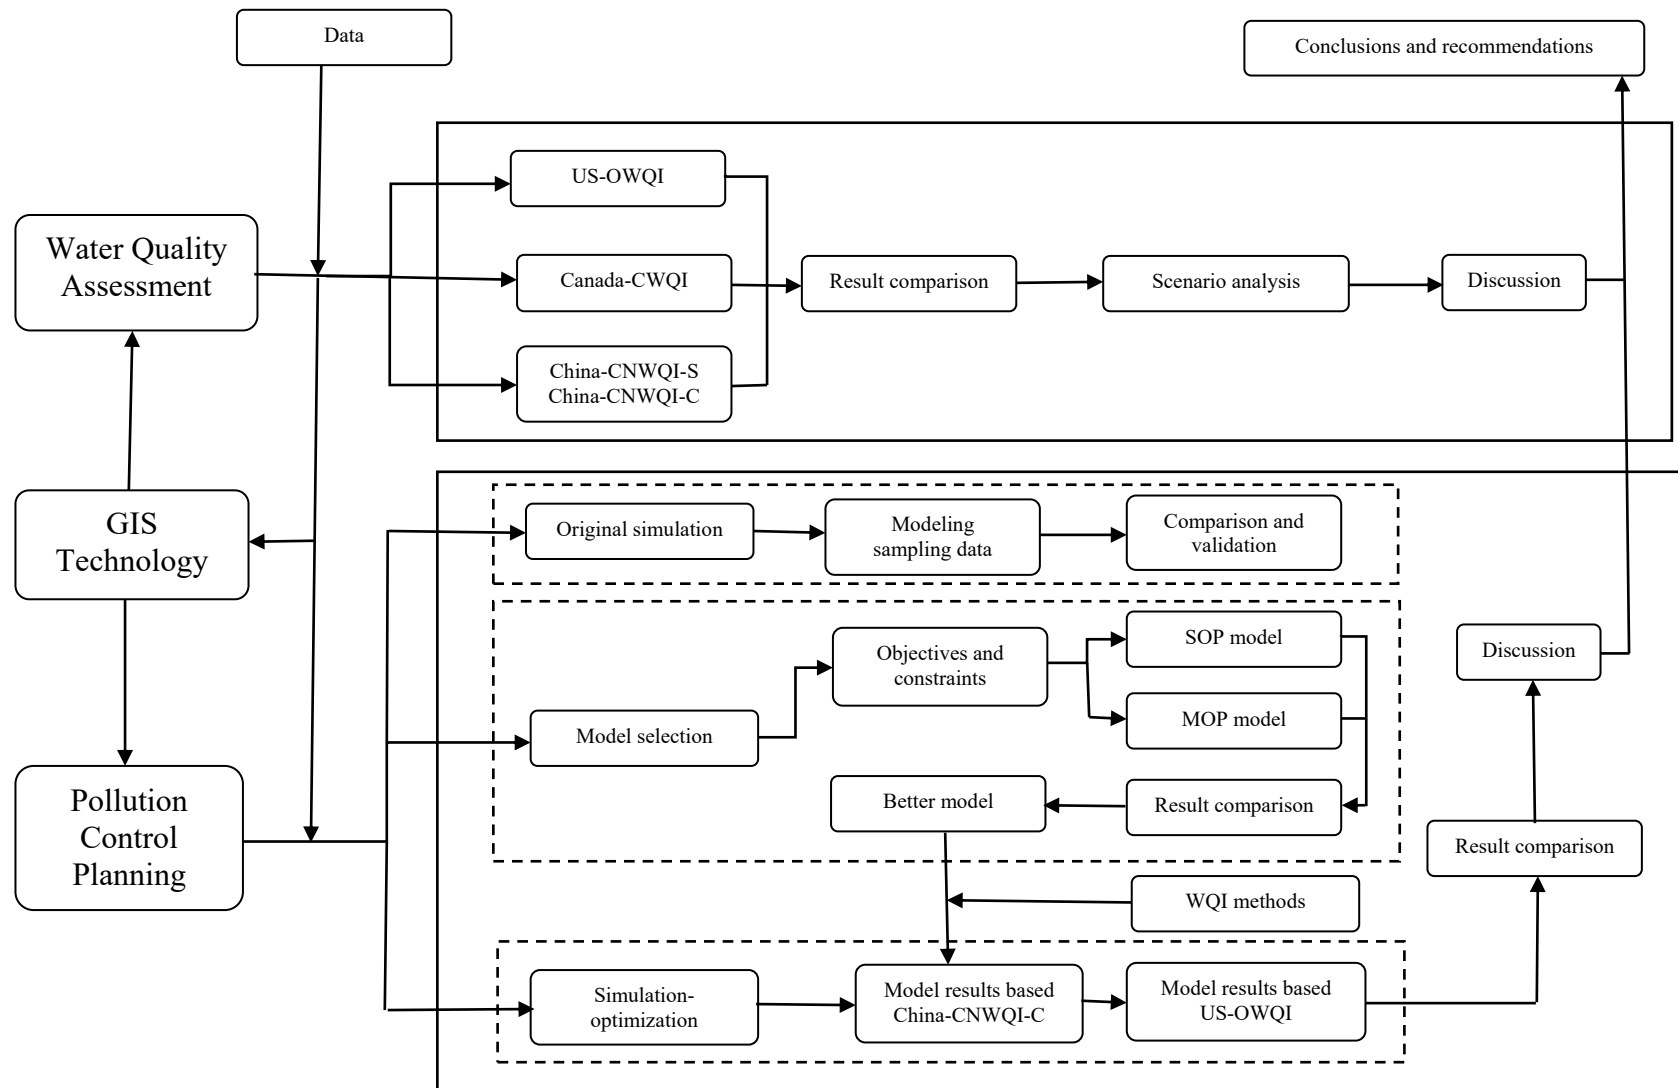 Data
Conclusions and recommendations
US-OWQI
Water Quality
Assessment
Canada-CWQI
Result comparison
Scenario analysis
Discussion
China-CNWQI-S
China-CNWQI-C
GIS
Technology
Original simulation
Modeling
sampling data
Comparison and
validation
Objectives and
constraints
SOP model
MOP model
Discussion
Model selection
Pollution
Control
Planning
Better model
Result comparison
Result comparison
WQI methods
Simulation-
optimization
Model results based
China-CNWQI-C
Model results based
US-OWQI